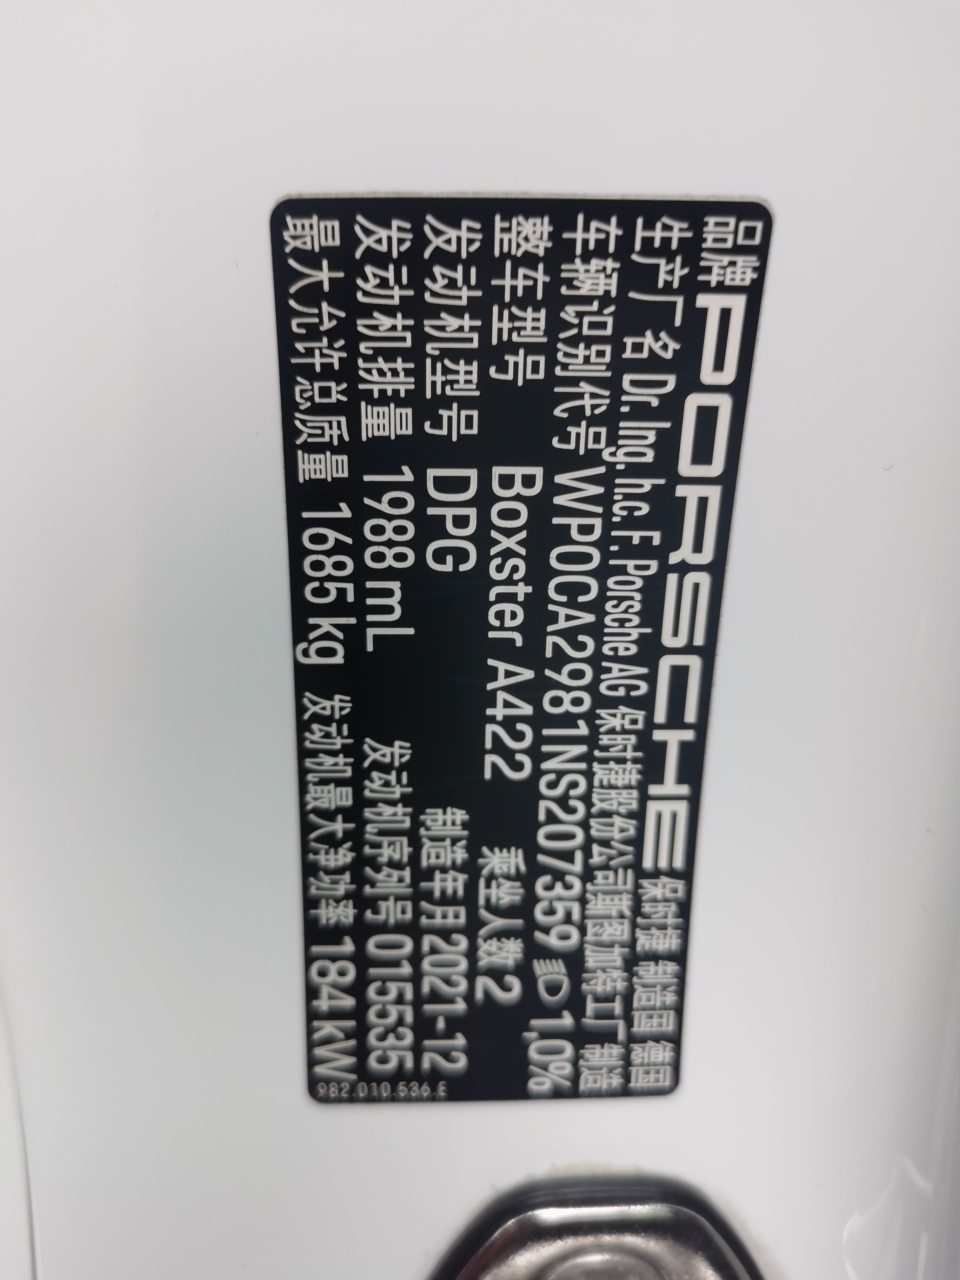 品牌 PORSCHE 保时捷 制造国 德国
生产厂名 Dr. Ing. h.c. F. Porsche AG 保时捷股份公司斯图加特工厂 制造
车辆识别代号 WP0CA2981NS207359 1,0%
整车型号 Boxster A422 乘坐人数 2
发动机型号 DPG 制造年月 2021-12
发动机排量 1988 mL 发动机序列号 015535
最大允许总质量 1685 kg 发动机最大净功率 184 kW
982.010.536.E